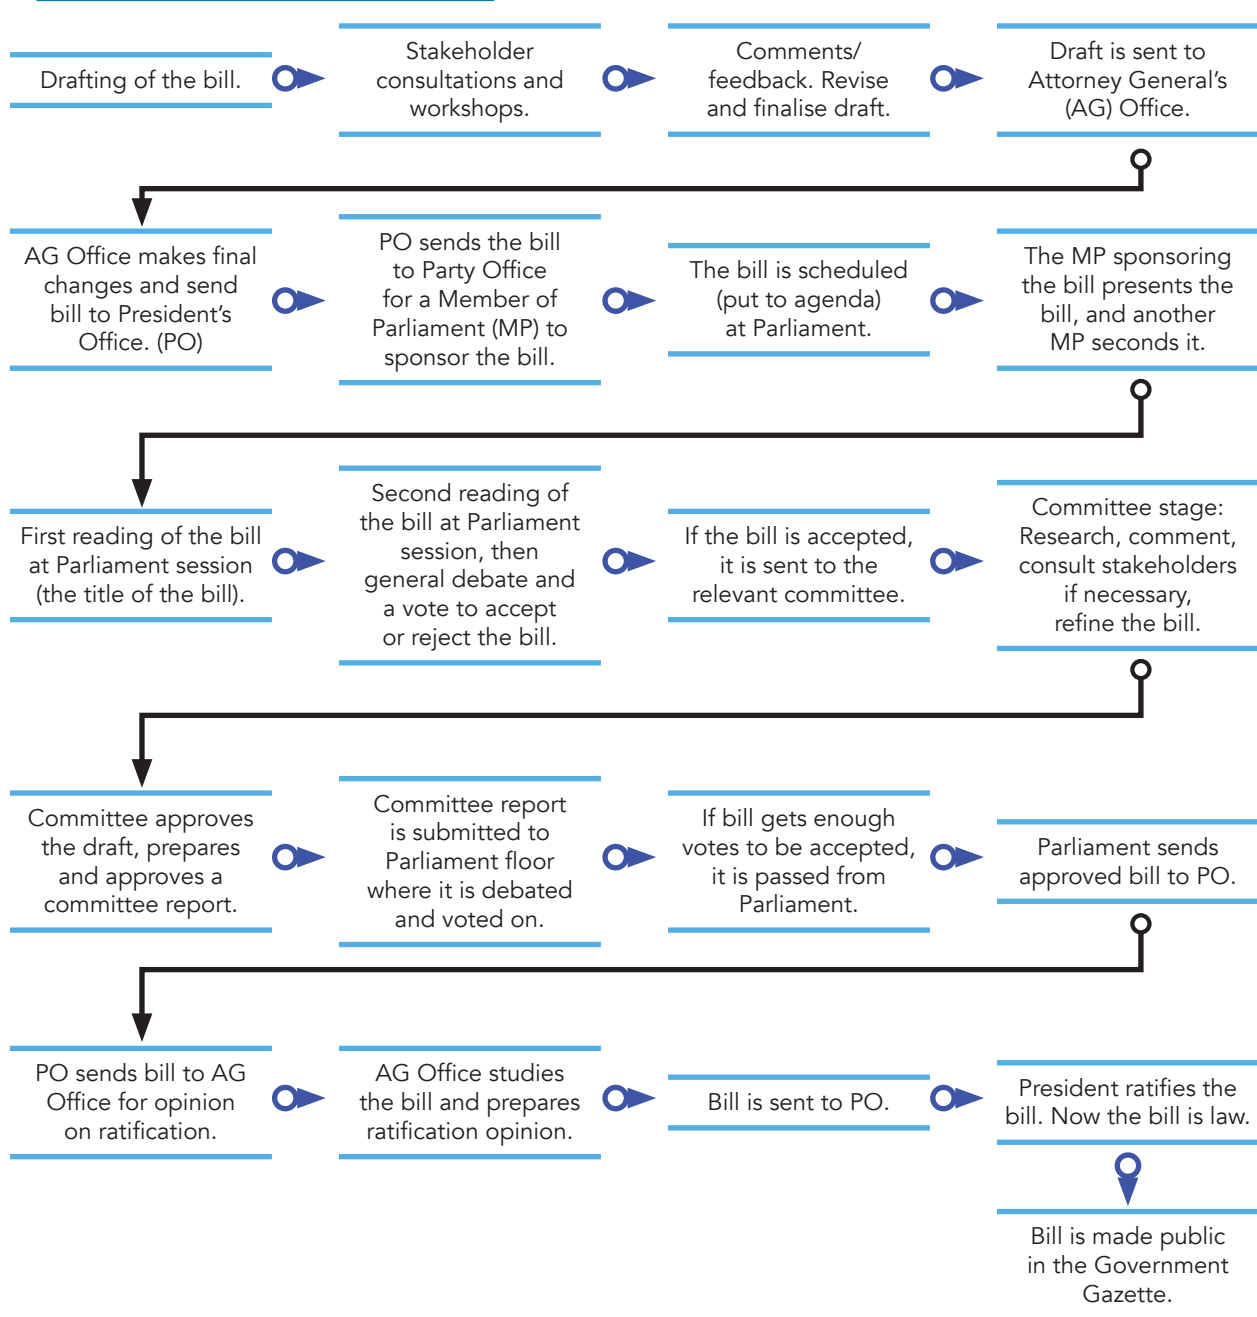 Drafting of the bill.
Stakeholder
consultations and
workshops.
Comments/
feedback. Revise
and finalise draft.
Draft is sent to
Attorney General's
(AG) Office.
AG Office makes final
changes and send
bill to President's
Office. (PO)
PO sends the bill
to Party Office
for a Member of
Parliament (MP) to
sponsor the bill.
The bill is scheduled
(put to agenda)
at Parliament.
The MP sponsoring
the bill presents the
bill, and another
MP seconds it.
First reading of the bill
at Parliament session
(the title of the bill).
Second reading of
the bill at Parliament
session, then
general debate and
a vote to accept
or reject the bill.
If the bill is accepted,
it is sent to the
relevant committee.
Committee stage:
Research, comment,
consult stakeholders
if necessary,
refine the bill.
Committee approves
the draft, prepares
and approves a
committee report.
Committee report
is submitted to
Parliament floor
where it is debated
and voted on.
If bill gets enough
votes to be accepted,
it is passed from
Parliament.
Parliament sends
approved bill to PO.
PO sends bill to AG
Office for opinion
on ratification.
AG Office studies
the bill and prepares
ratification opinion.
Bill is sent to PO.
President ratifies the
bill. Now the bill is law.
Bill is made public
in the Government
Gazette.